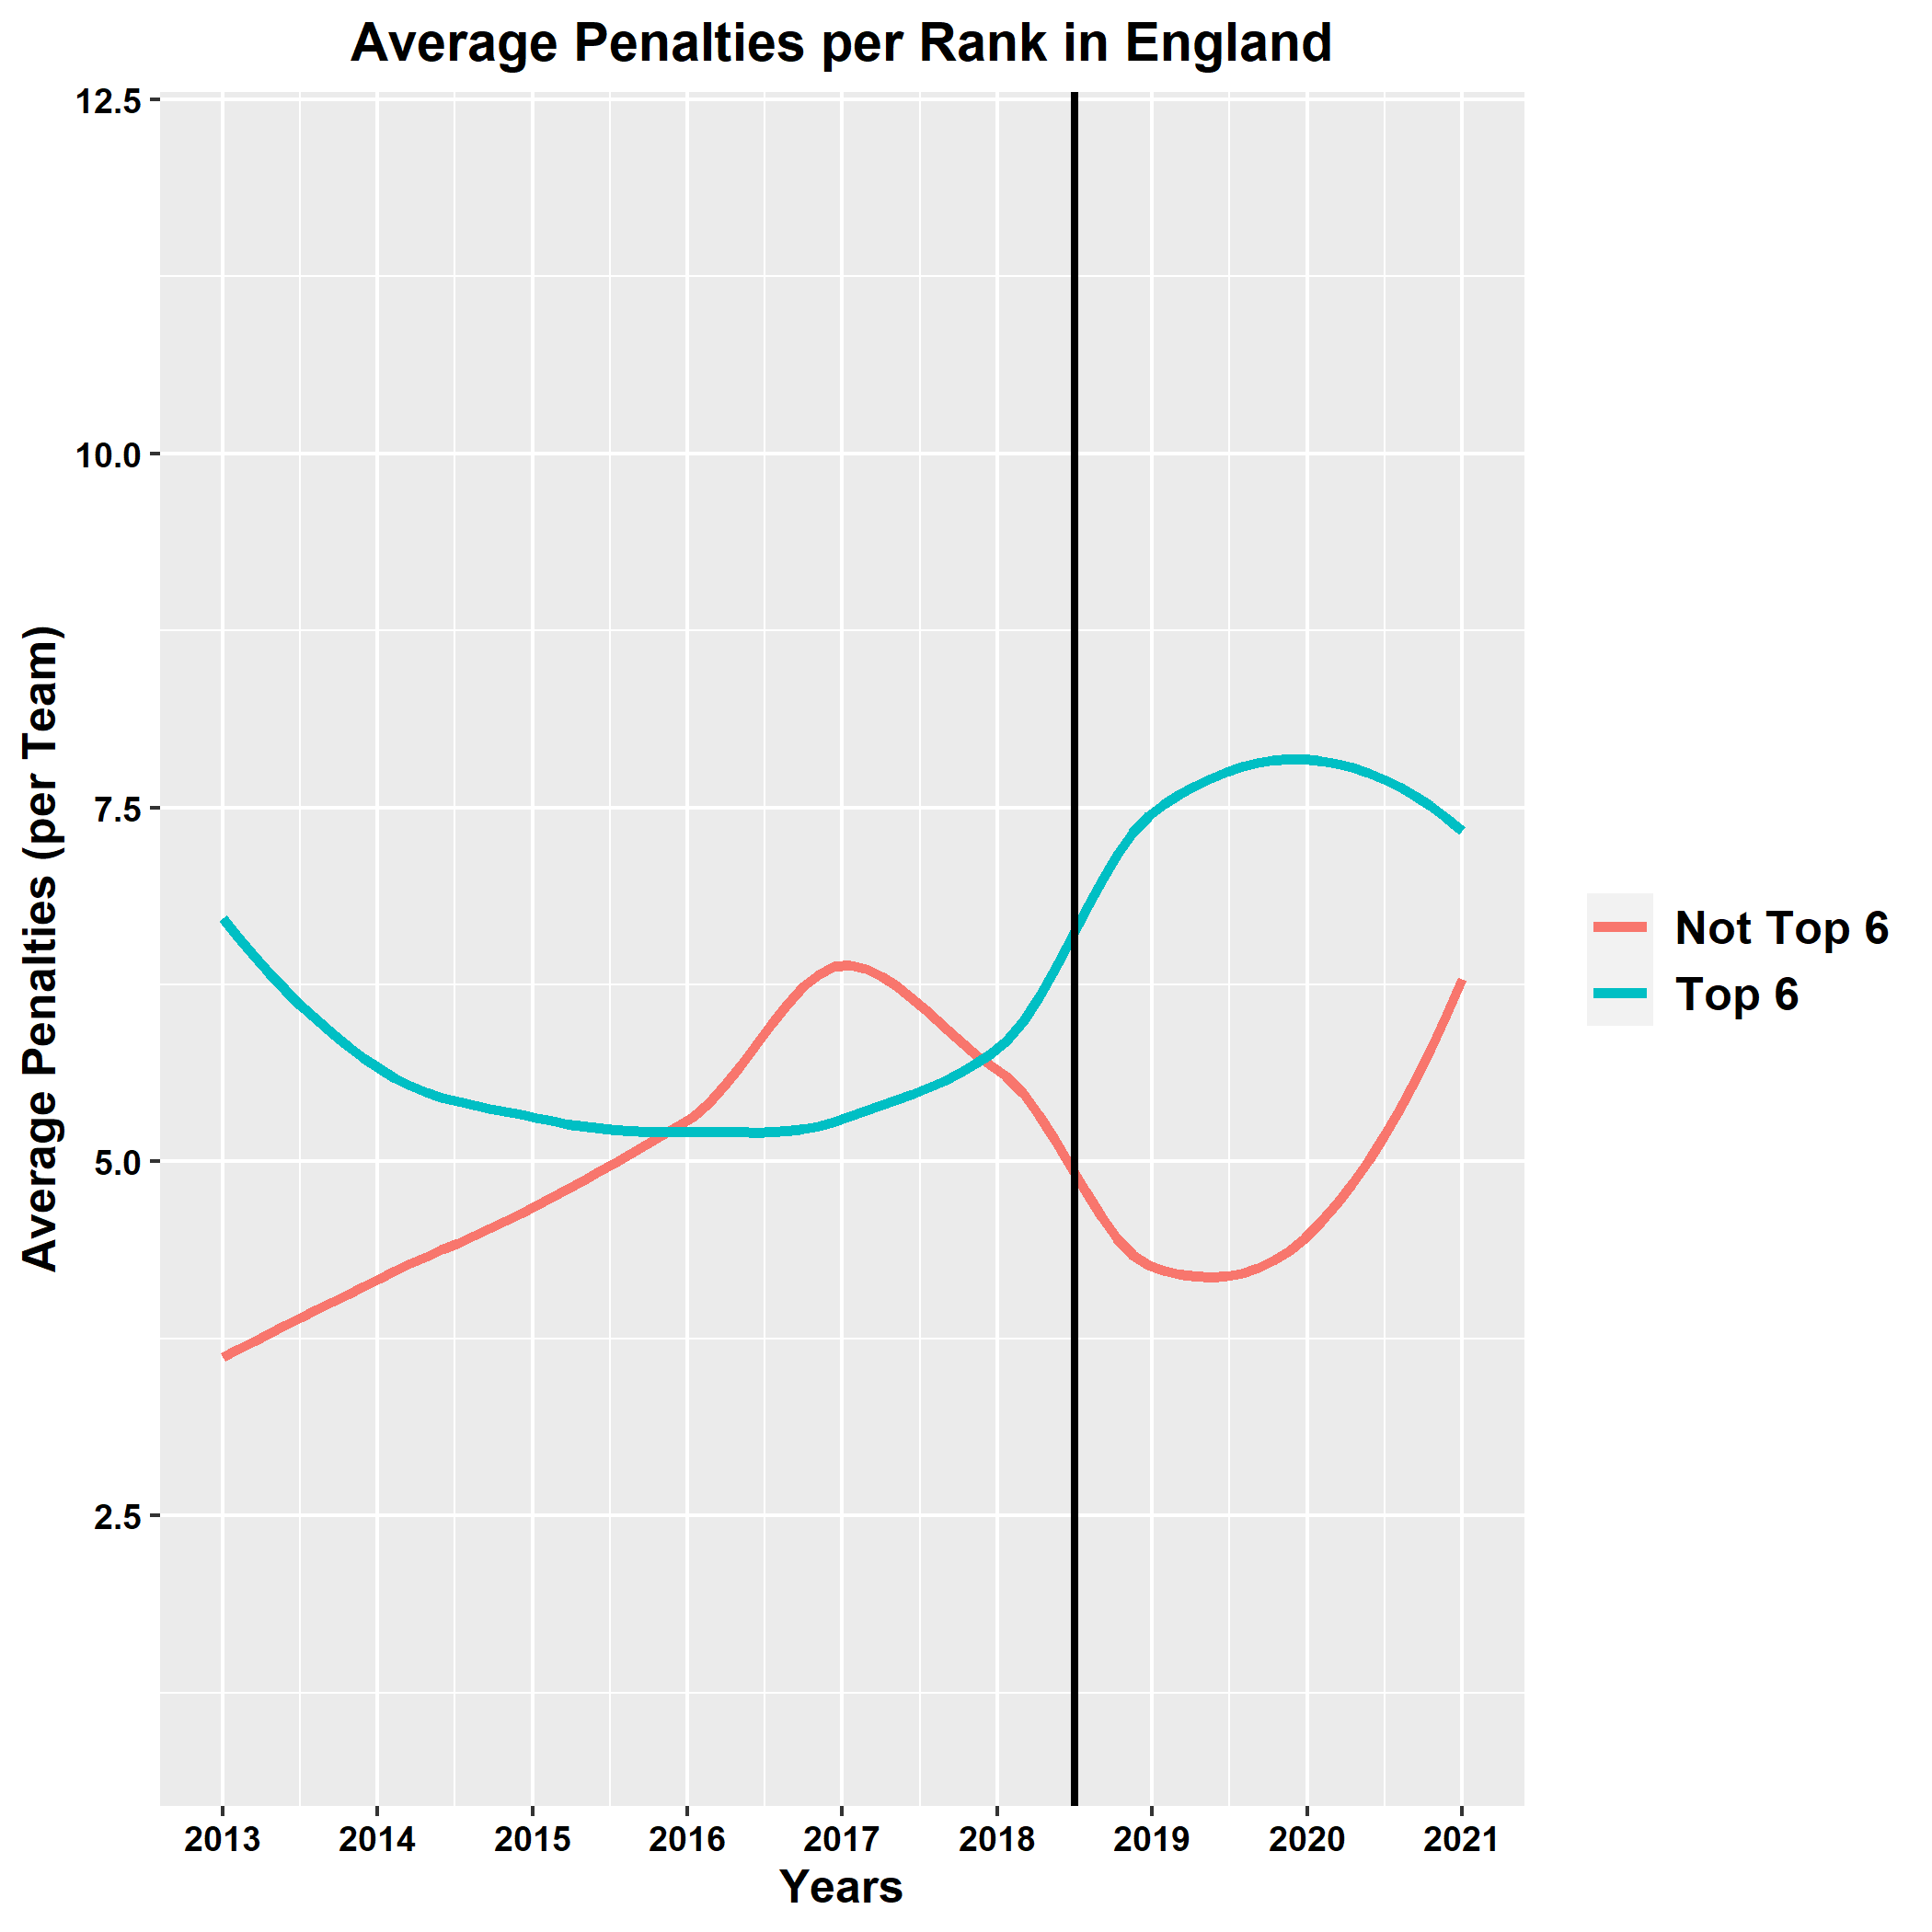 Average Penalties per Rank in England
Average Penalties (per Team)
12.5
10.0
7.5
5.0
2.5
2013 2014 2015 2016 2017 2018 2019 2020 2021
Years
Not Top 6
Top 6